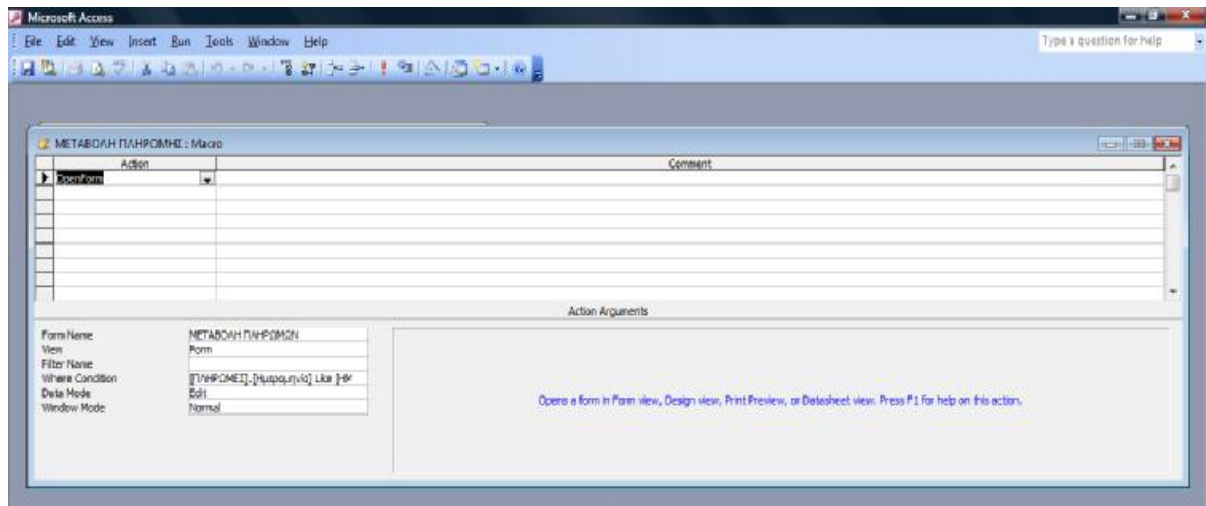 Microsoft Access
File Edit View Insert Run Tools Window Help Type a question for help
ΜΕΤΑΒΟΛΗ ΠΛΗΡΩΜΗΣ : Macro
Action Comment
OpenForm
Action Arguments
Form Name ΜΕΤΑΒΟΛΗ ΠΛΗΡΩΜΩΝ
View Form
Filter Name
Where Condition [ΠΛΗΡΩΜΕΣ].[Ημερομηνία] Like
Data Mode Edit
Window Mode Normal
Opens a form in Form view, Design view, Print Preview, or Datasheet view. Press F1 for help on this action.